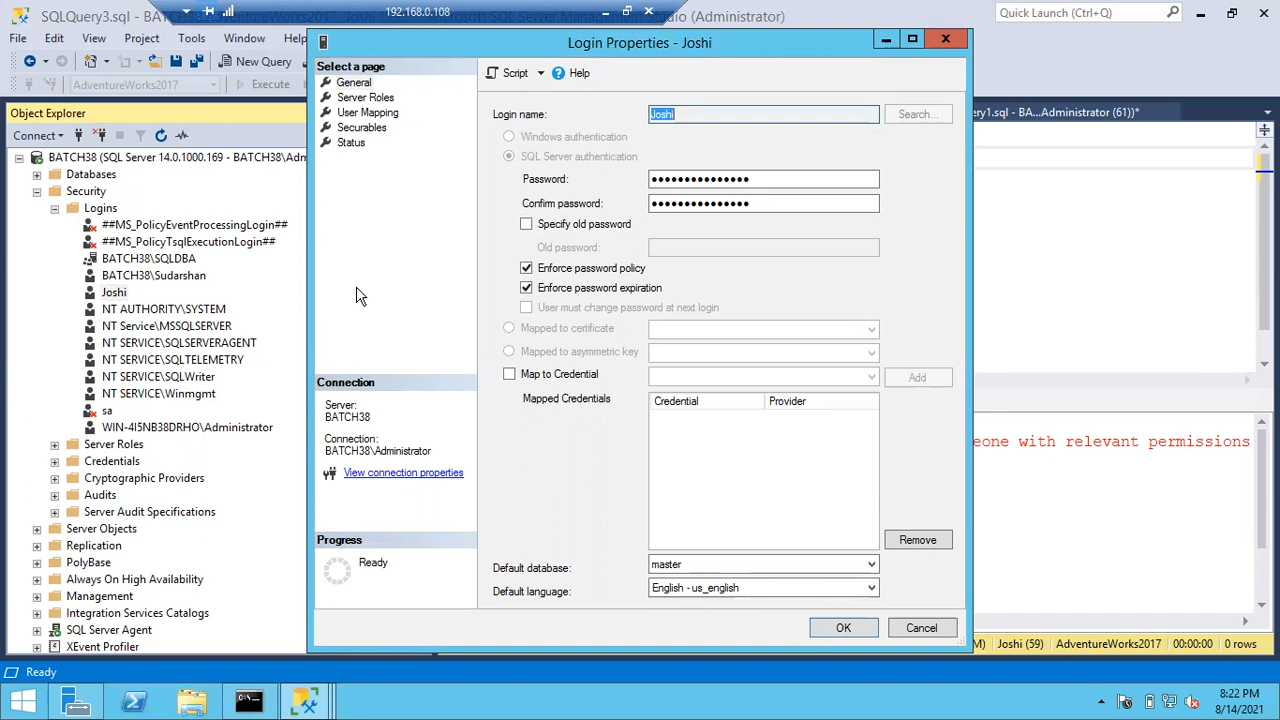 SQLQuery3.sql - BATCH38.AdventureWorks2017
192.168.0.108
SQL Server Management Studio (Administrator)
Quick Launch (Ctrl+Q)
File Edit View Project Tools Window
New Query
AdventureWorks2017
Execute
Object Explorer
Connect
BATCH38 (SQL Server 14.0.1000.169 - BATCH38\Adm
Databases
Security
Logins
##MS_PolicyEventProcessingLogin##
##MS_PolicyTsqlExecutionLogin##
BATCH38\SQLDBA
BATCH38\Sudarshan
Joshi
NT AUTHORITY\SYSTEM
NT Service\MSSQLSERVER
NT SERVICE\SQLSERVERAGENT
NT SERVICE\SQLTELEMETRY
NT SERVICE\SQLWriter
NT SERVICE\Winmgmt
sa
WIN-4I5NB38DRHO\Administrator
Server Roles
Credentials
Cryptographic Providers
Audits
Server Audit Specifications
Server Objects
Replication
PolyBase
Always On High Availability
Management
Integration Services Catalogs
SQL Server Agent
XEvent Profiler
Login Properties - Joshi
Select a page
General
Server Roles
User Mapping
Securables
Status
Connection
Server:
BATCH38
Connection:
BATCH38\Administrator
View connection properties
Progress
Ready
Script
Help
Login name: Joshi Search...
Windows authentication
SQL Server authentication
Password: ●●●●●●●●●●●●●●●
Confirm password: ●●●●●●●●●●●●●●●
Specify old password
Old password:
Enforce password policy
Enforce password expiration
User must change password at next login
Mapped to certificate
Mapped to asymmetric key
Map to Credential Add
Mapped Credentials Credential Provider
Remove
Default database: master
Default language: English - us_english
OK Cancel
ry1.sql - BA...Administrator (61))*
eone with relevant permissions
M) Joshi (59) AdventureWorks2017 00:00:00 0 rows
Ready
8:22 PM
8/14/2021